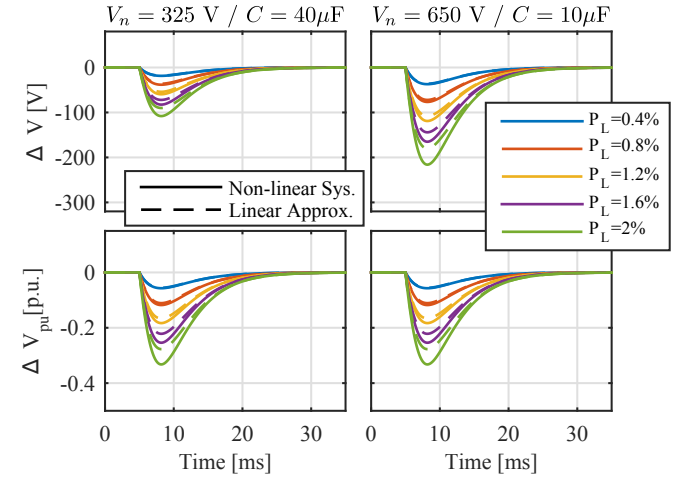 V_n = 325 V / C = 40μF
V_n = 650 V / C = 10μF
Δ V [V]
0
-100
-200
-300
Non-linear Sys.
Linear Approx.
P_L=0.4%
P_L=0.8%
P_L=1.2%
P_L=1.6%
P_L=2%
Δ V_pu[p.u.]
0
-0.2
-0.4
0 10 20 30
0 10 20 30
Time [ms]
Time [ms]